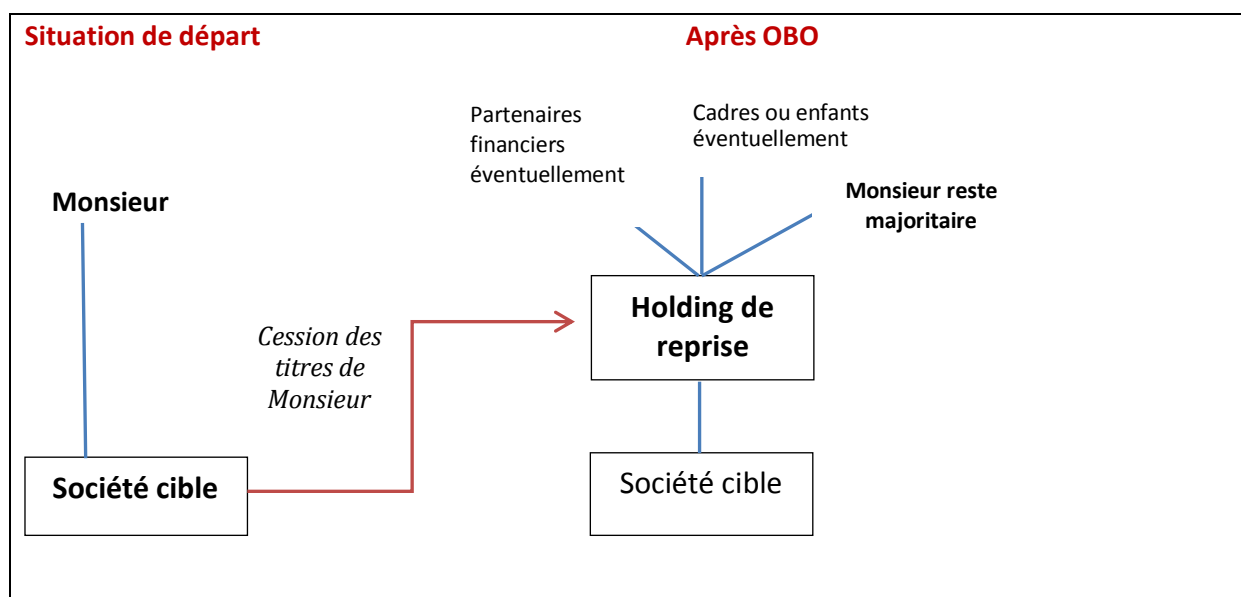 Situation de départ
Après OBO
Partenaires
financiers
éventuellement
Cadres ou enfants
éventuellement
Monsieur
Monsieur reste
majoritaire
Cession des
titres de
Monsieur
Holding de
reprise
Société cible
Société cible